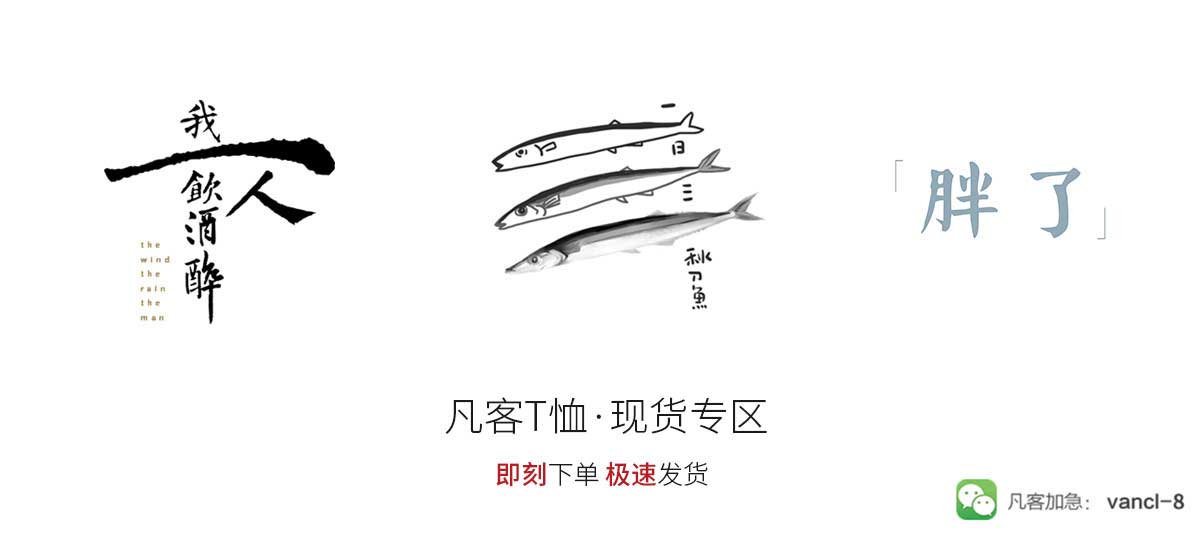 我
一人
飲酒醉
the
wind
the
rain
the
man
一
日
三
秋刀魚
「胖了」
凡客T恤·现货专区
即刻下单 极速发货
凡客加急： vancl-8